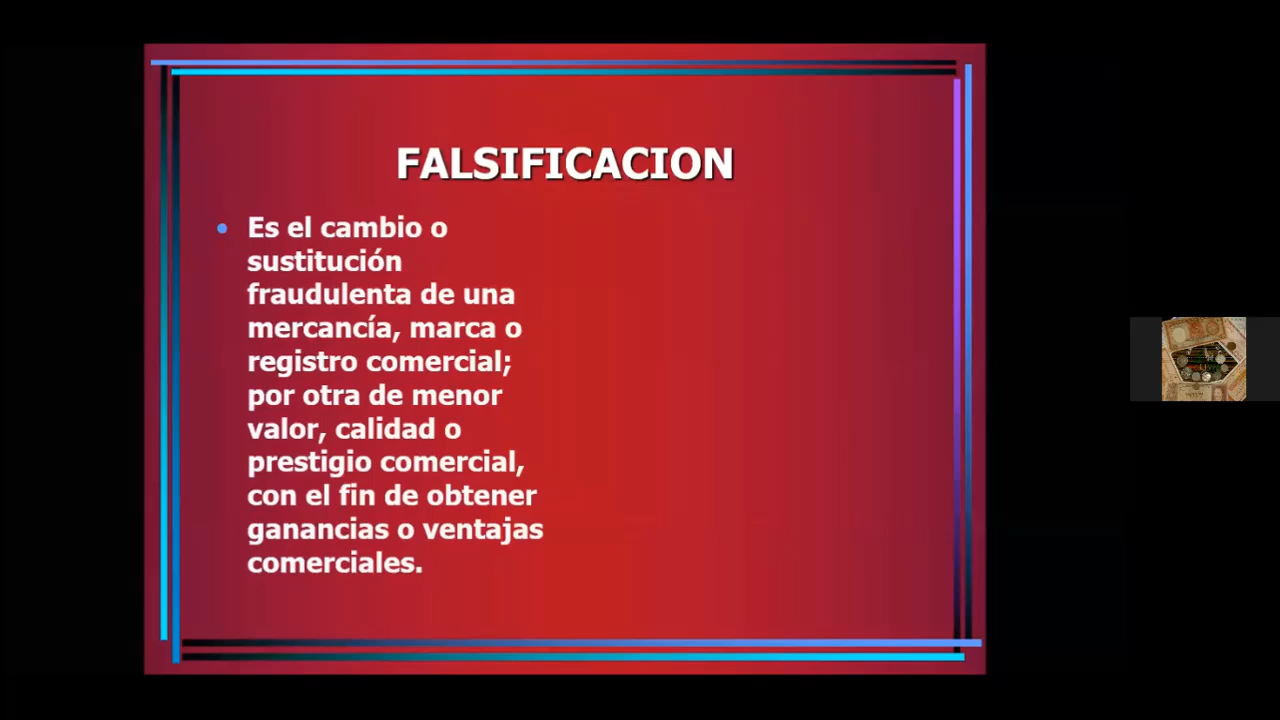 FALSIFICACION
• Es el cambio o
sustitución
fraudulenta de una
mercancía, marca o
registro comercial;
por otra de menor
valor, calidad o
prestigio comercial,
con el fin de obtener
ganancias o ventajas
comerciales.